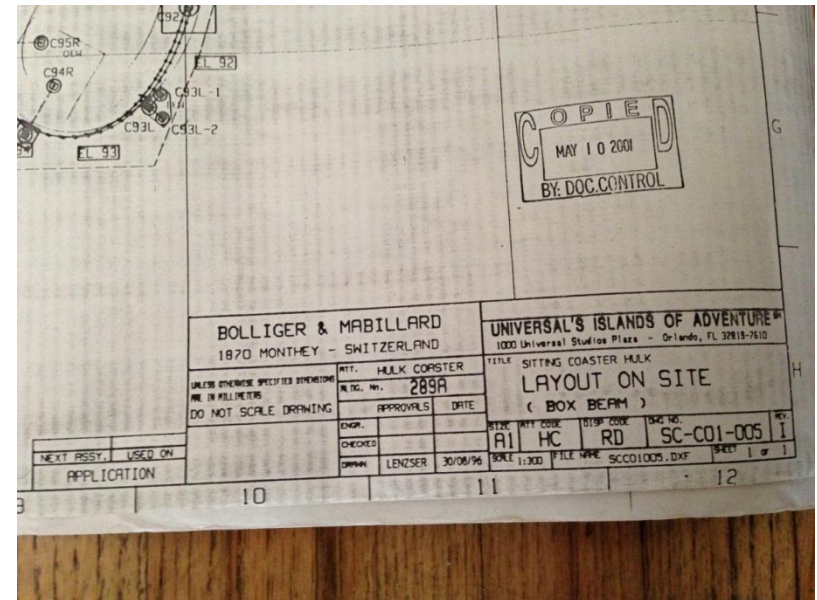 C92
C95R
OEW
C94R
EL 92
C93L-1
C93L
C93L-2
EL 93
COPIED
MAY 10 2001
BY: DOC.CONTROL
G
BOLLIGER & MABILLARD
1870 MONTHEY - SWITZERLAND
UNLESS OTHERWISE SPECIFIED DIMENSIONS
ARE IN MILLIMETERS
DO NOT SCALE DRAWING
ATT. HULK COASTER
BLDG. No. 289A
APPROVALS DATE
ENGR.
CHECKED
DRAWN LENZSER 30/08/96
UNIVERSAL'S ISLANDS OF ADVENTURE
1000 Universal Studios Plaza - Orlando, FL 32819-7610
TITLE SITTING COASTER HULK
LAYOUT ON SITE
( BOX BEAM )
SIZE ATT CODE DISP CODE DWG NO. REV.
A1 HC RD SC-C01-005 I
SCALE 1:300 FILE NAME SCC01005.DXF SHEET 1 OF 1
H
NEXT ASSY. USED ON
APPLICATION
10 11 12